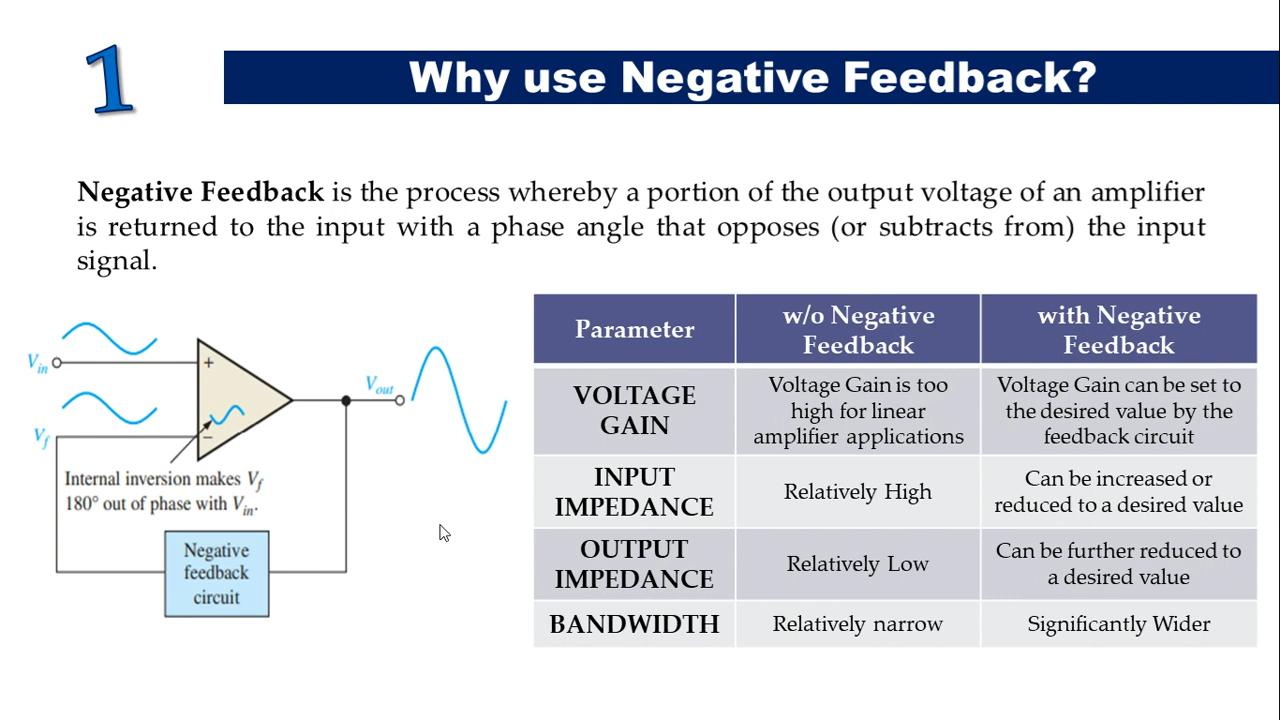 1
Why use Negative Feedback?
Negative Feedback is the process whereby a portion of the output voltage of an amplifier
is returned to the input with a phase angle that opposes (or subtracts from) the input
signal.
Vin
+
Vf
−
Vout
Internal inversion makes Vf
180° out of phase with Vin.
Negative
feedback
circuit
Parameter
w/o Negative
Feedback
with Negative
Feedback
VOLTAGE
GAIN
Voltage Gain is too
high for linear
amplifier applications
Voltage Gain can be set to
the desired value by the
feedback circuit
INPUT
IMPEDANCE
Relatively High
Can be increased or
reduced to a desired value
OUTPUT
IMPEDANCE
Relatively Low
Can be further reduced to
a desired value
BANDWIDTH
Relatively narrow
Significantly Wider